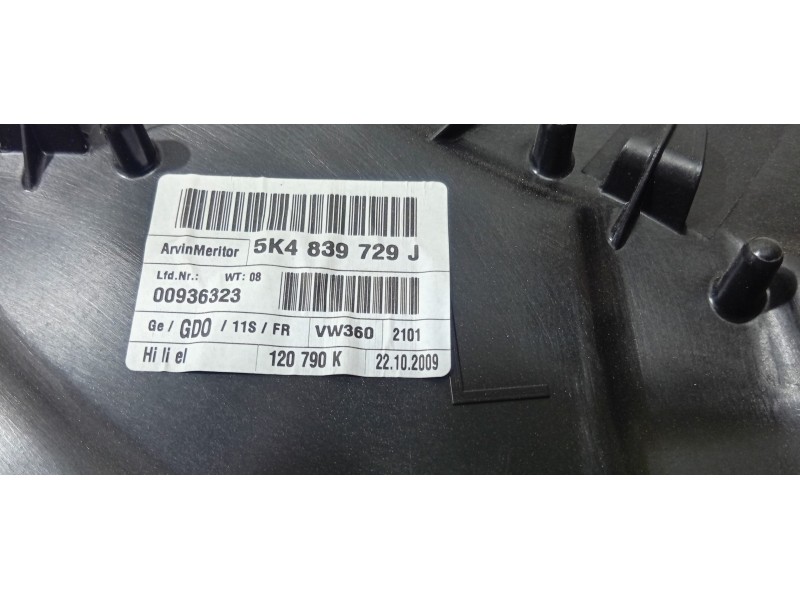 ArvinMeritor 5K4 839 729 J
Lfd.Nr.: WT: 08
00936323
Ge / GDO / 11S / FR VW360 2101
Hi li el 120 790 K 22.10.2009